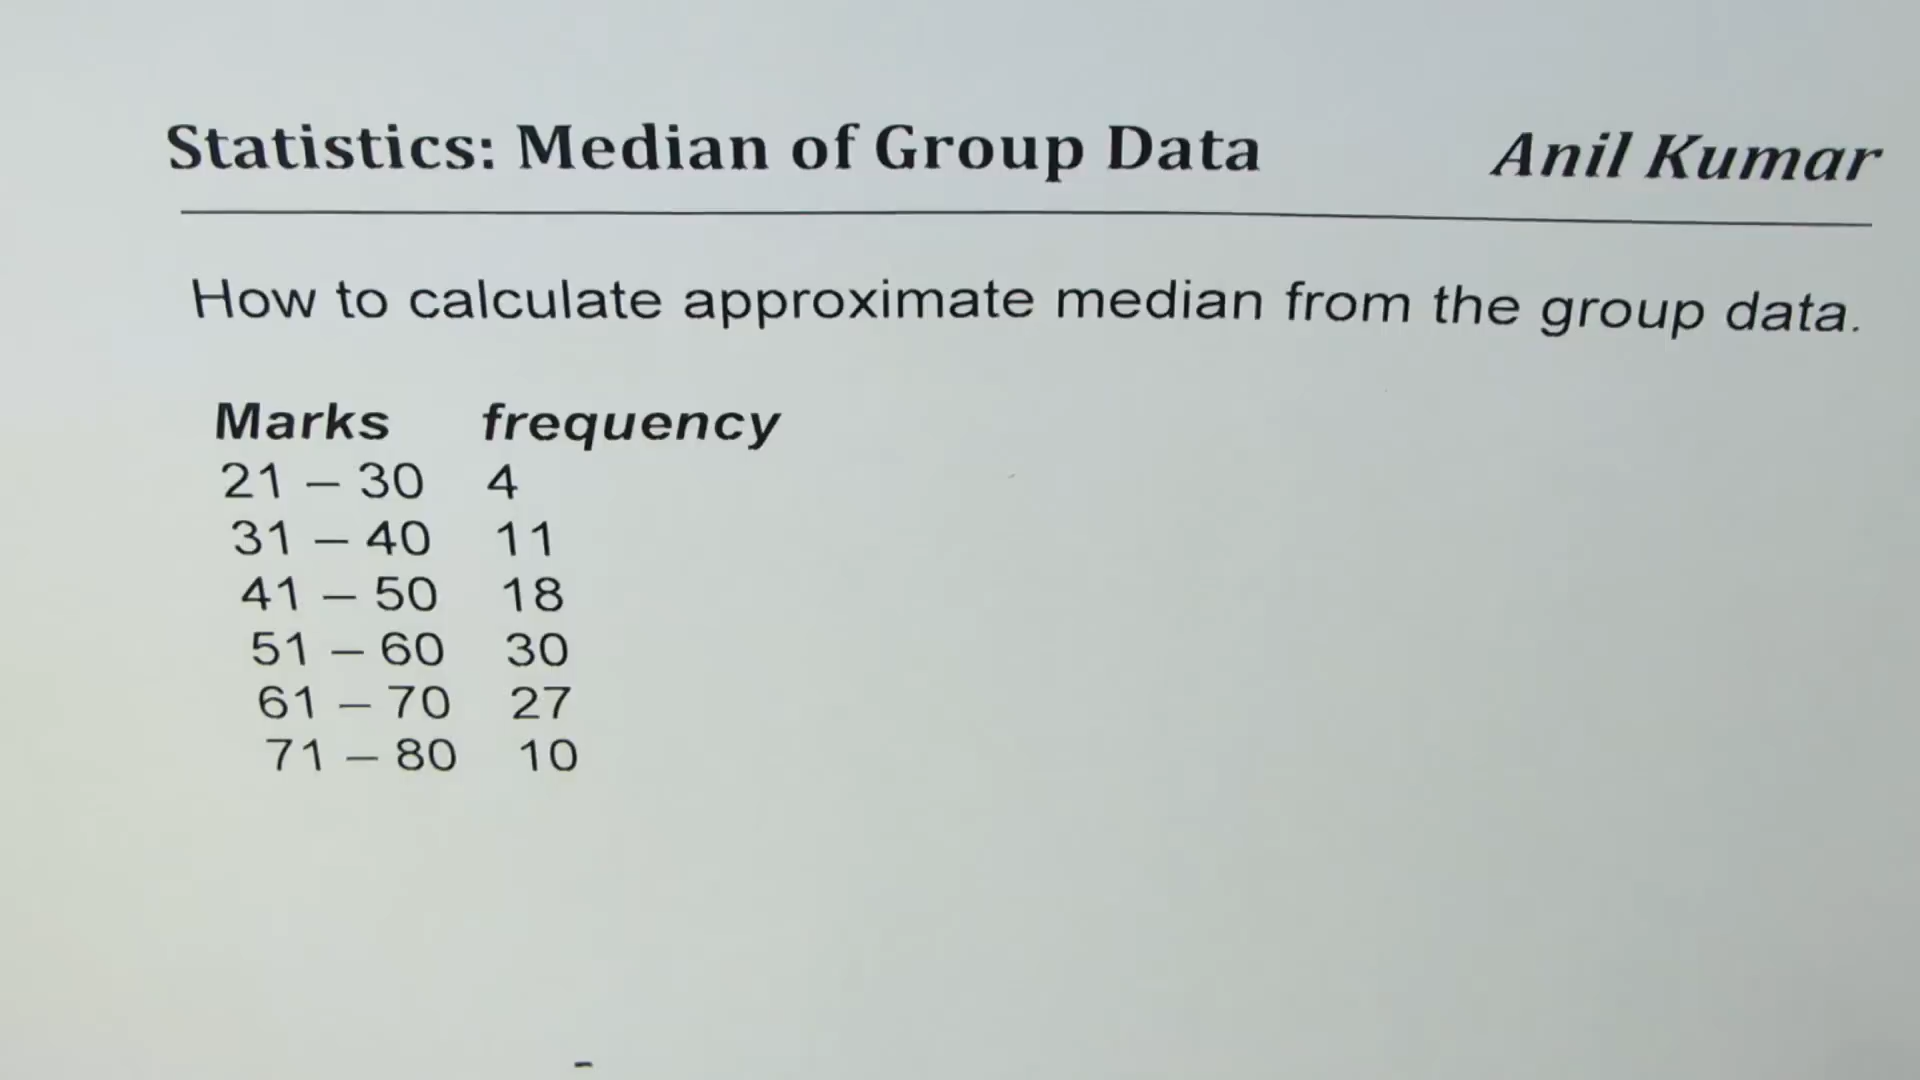 Statistics: Median of Group Data Anil Kumar
How to calculate approximate median from the group data.
Marks frequency
21 – 30 4
31 – 40 11
41 – 50 18
51 – 60 30
61 – 70 27
71 – 80 10